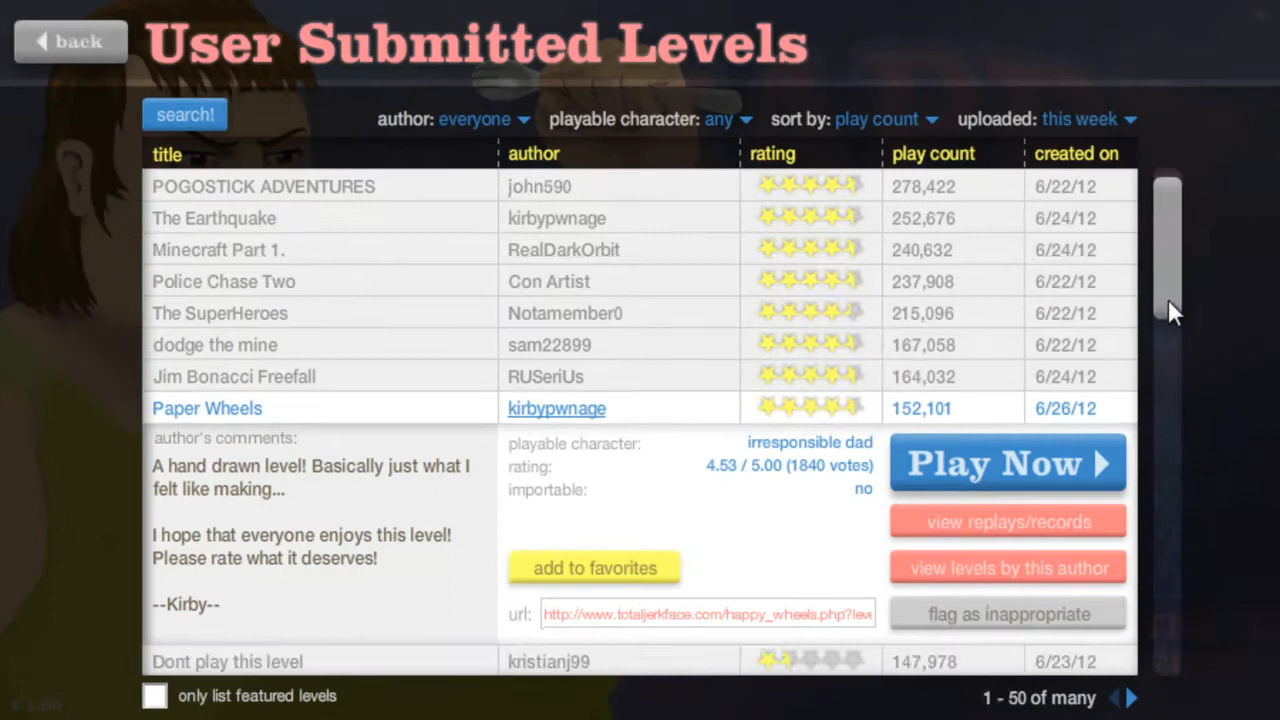 back
User Submitted Levels
search!
author: everyone playable character: any sort by: play count uploaded: this week
title author rating play count created on
POGOSTICK ADVENTURES john590 278,422 6/22/12
The Earthquake kirbypwnage 252,676 6/24/12
Minecraft Part 1. RealDarkOrbit 240,632 6/24/12
Police Chase Two Con Artist 237,908 6/22/12
The SuperHeroes Notamember0 215,096 6/22/12
dodge the mine sam22899 167,058 6/22/12
Jim Bonacci Freefall RUSeriUs 164,032 6/24/12
Paper Wheels kirbypwnage 152,101 6/26/12
author's comments:
A hand drawn level! Basically just what I
felt like making...
I hope that everyone enjoys this level!
Please rate what it deserves!
--Kirby--
playable character: irresponsible dad
rating: 4.53 / 5.00 (1840 votes)
importable: no
add to favorites
url: http://www.totaljerkface.com/happy_wheels.php?lev
Play Now
view replays/records
view levels by this author
flag as inappropriate
Dont play this level kristianj99 147,978 6/23/12
only list featured levels
1 - 50 of many